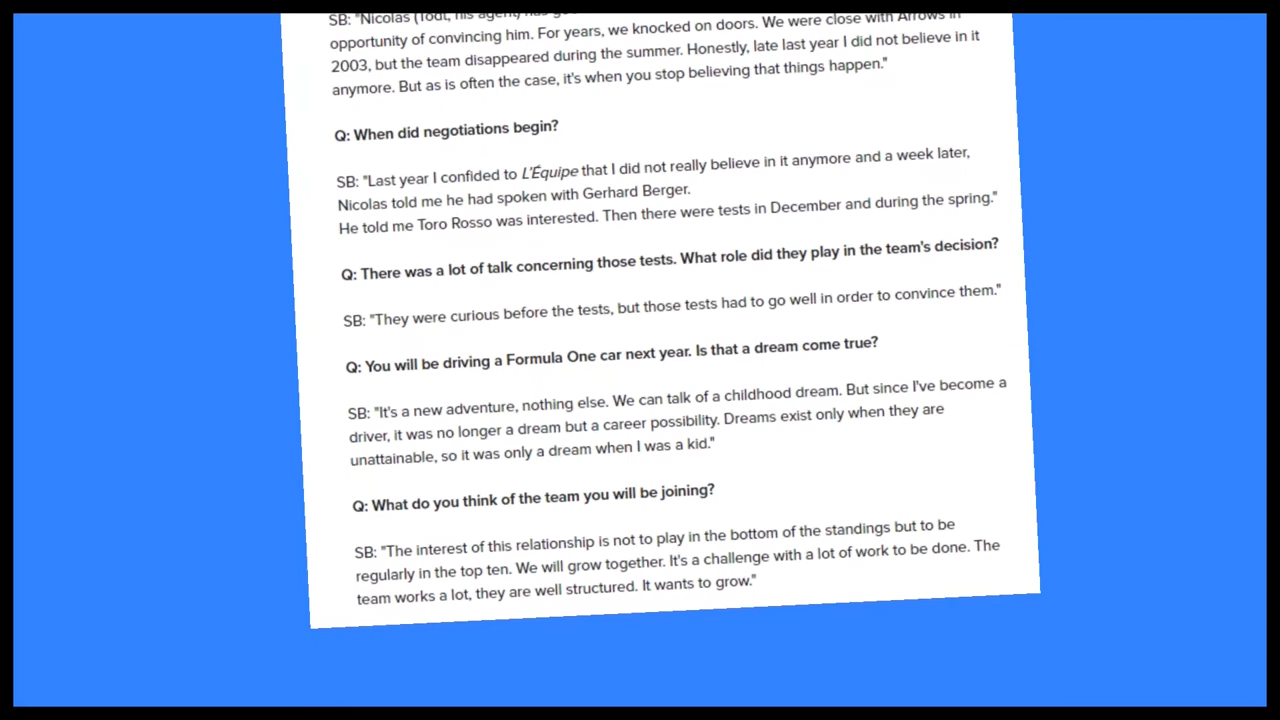 SB: "Nicolas (Todt, his agent) has
opportunity of convincing him. For years, we knocked on doors. We were close with Arrows in
2003, but the team disappeared during the summer. Honestly, late last year I did not believe in it
anymore. But as is often the case, it's when you stop believing that things happen."
Q: When did negotiations begin?
SB: "Last year I confided to L'Équipe that I did not really believe in it anymore and a week later,
Nicolas told me he had spoken with Gerhard Berger.
He told me Toro Rosso was interested. Then there were tests in December and during the spring."
Q: There was a lot of talk concerning those tests. What role did they play in the team's decision?
SB: "They were curious before the tests, but those tests had to go well in order to convince them."
Q: You will be driving a Formula One car next year. Is that a dream come true?
SB: "It's a new adventure, nothing else. We can talk of a childhood dream. But since I've become a
driver, it was no longer a dream but a career possibility. Dreams exist only when they are
unattainable, so it was only a dream when I was a kid."
Q: What do you think of the team you will be joining?
SB: "The interest of this relationship is not to play in the bottom of the standings but to be
regularly in the top ten. We will grow together. It's a challenge with a lot of work to be done. The
team works a lot, they are well structured. It wants to grow."